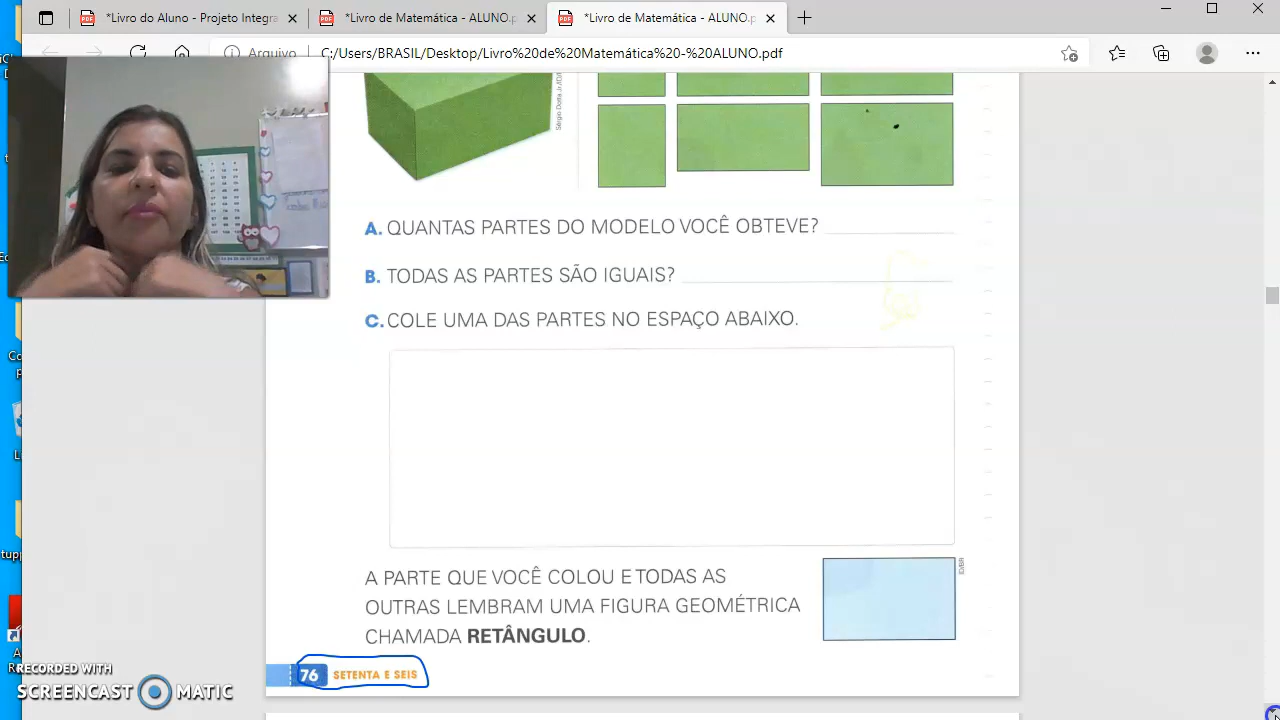 *Livro do Aluno - Projeto Integra
*Livro de Matemática - ALUNO.p
*Livro de Matemática - ALUNO.p
Arquivo
C:/Users/BRASIL/Desktop/Livro%20de%20Matemática%20-%20ALUNO.pdf
A. QUANTAS PARTES DO MODELO VOCÊ OBTEVE?
B. TODAS AS PARTES SÃO IGUAIS?
C. COLE UMA DAS PARTES NO ESPAÇO ABAIXO.
A PARTE QUE VOCÊ COLOU E TODAS AS
OUTRAS LEMBRAM UMA FIGURA GEOMÉTRICA
CHAMADA RETÂNGULO.
ID/BR
76 SETENTA E SEIS
RECORDED WITH
SCREENCAST MATIC